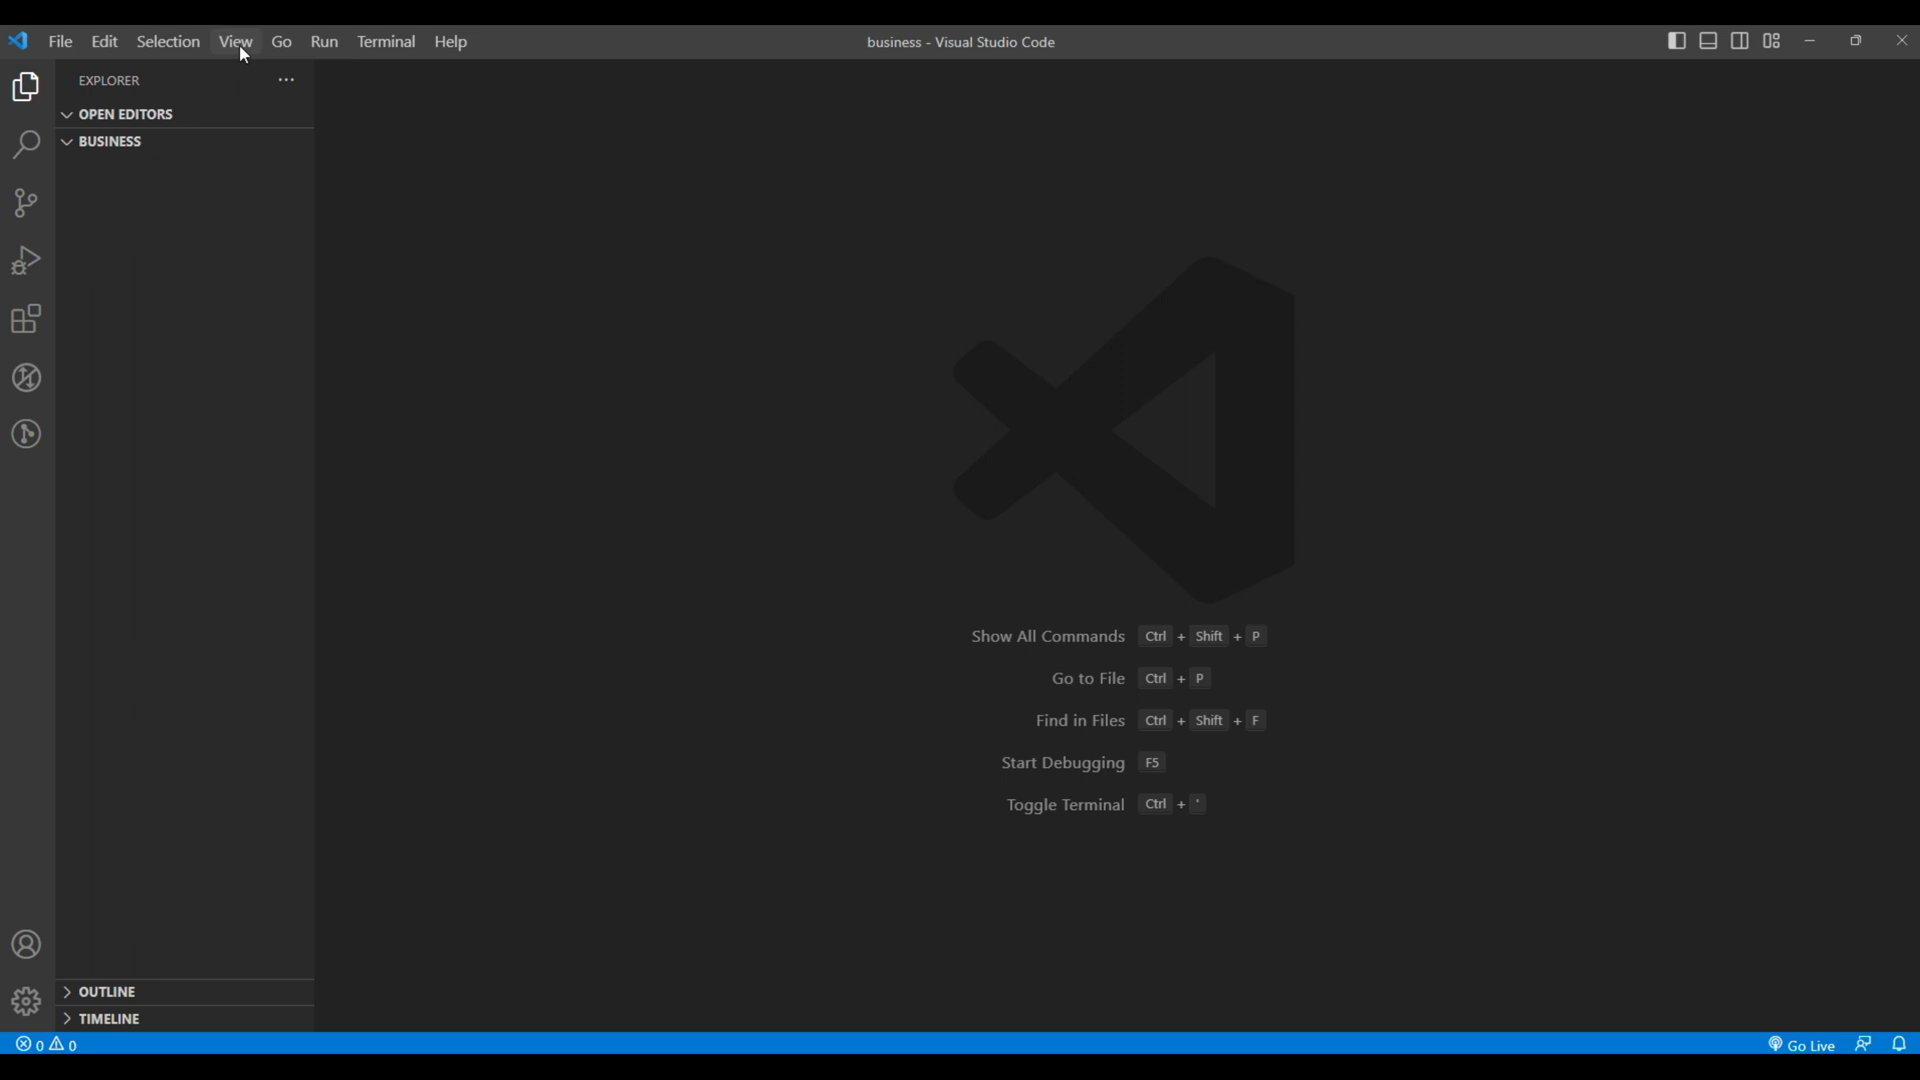 File Edit Selection View Go Run Terminal Help
business - Visual Studio Code
EXPLORER
OPEN EDITORS
BUSINESS
Show All Commands Ctrl + Shift + P
Go to File Ctrl + P
Find in Files Ctrl + Shift + F
Start Debugging F5
Toggle Terminal Ctrl + '
OUTLINE
TIMELINE
0 0 Go Live